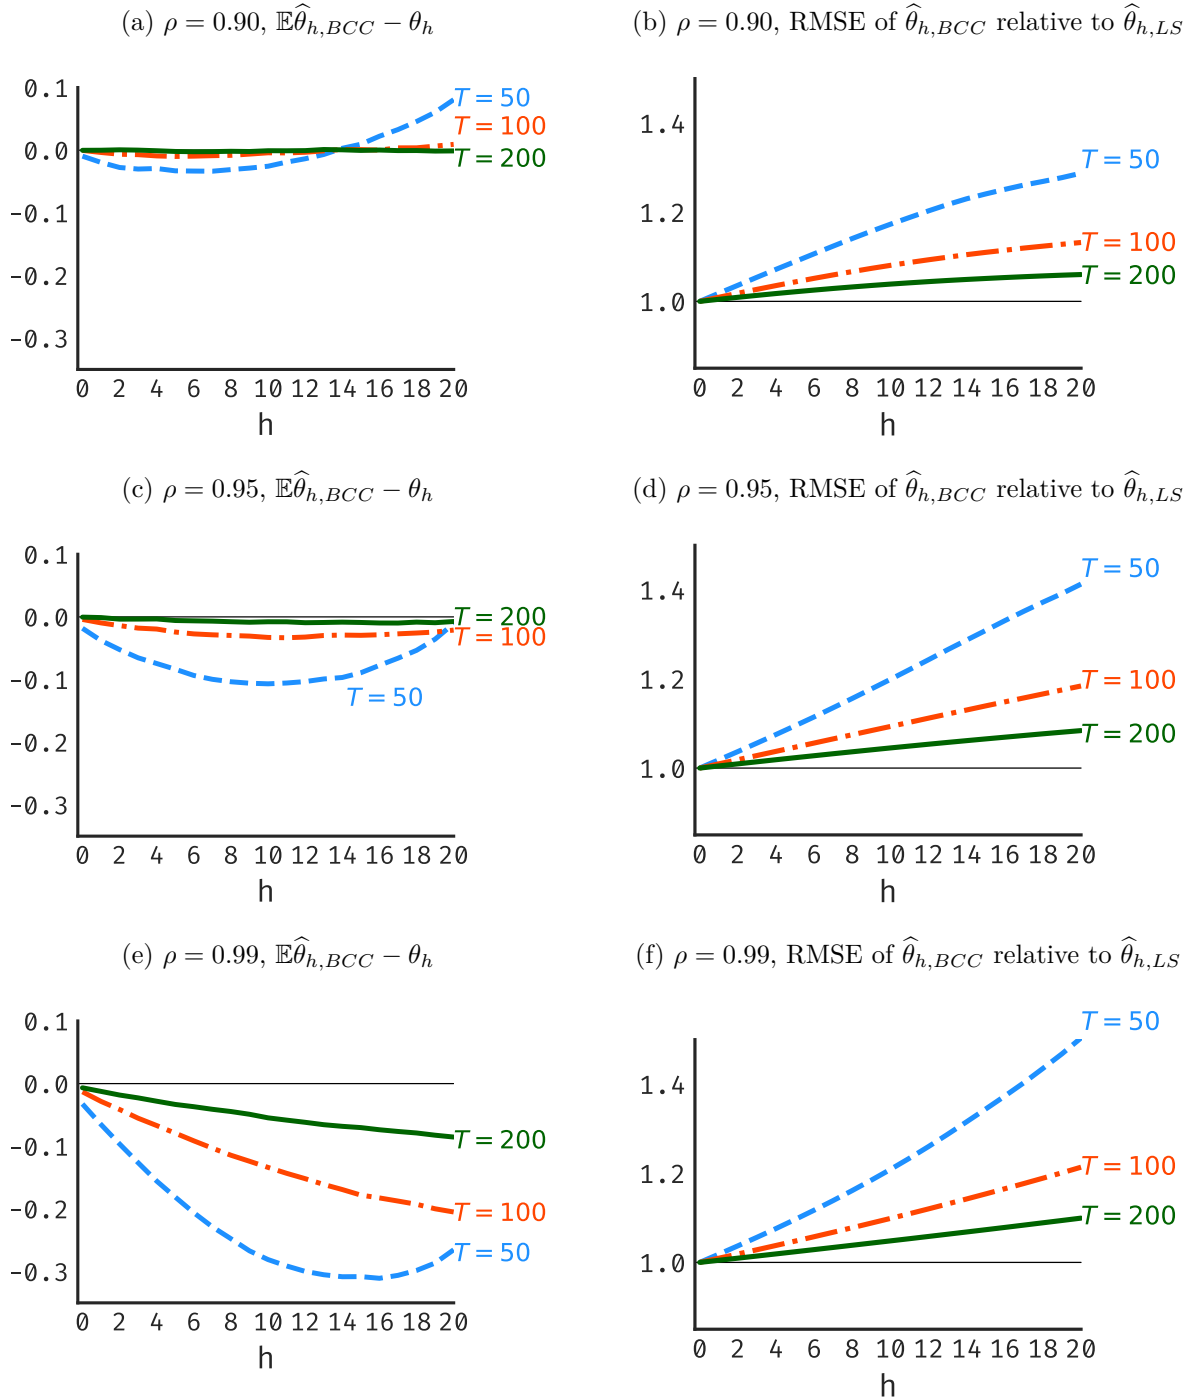 (a) ρ = 0.90, 𝔼θ̂_{h,BCC} − θ_h
0.1
0.0
-0.1
-0.2
-0.3
T = 50
T = 100
T = 200
0 2 4 6 8 10 12 14 16 18 20
h
(b) ρ = 0.90, RMSE of θ̂_{h,BCC} relative to θ̂_{h,LS}
1.4
1.2
1.0
T = 50
T = 100
T = 200
0 2 4 6 8 10 12 14 16 18 20
h
(c) ρ = 0.95, 𝔼θ̂_{h,BCC} − θ_h
0.1
0.0
-0.1
-0.2
-0.3
T = 200
T = 100
T = 50
0 2 4 6 8 10 12 14 16 18 20
h
(d) ρ = 0.95, RMSE of θ̂_{h,BCC} relative to θ̂_{h,LS}
1.4
1.2
1.0
T = 50
T = 100
T = 200
0 2 4 6 8 10 12 14 16 18 20
h
(e) ρ = 0.99, 𝔼θ̂_{h,BCC} − θ_h
0.1
0.0
-0.1
-0.2
-0.3
T = 200
T = 100
T = 50
0 2 4 6 8 10 12 14 16 18 20
h
(f) ρ = 0.99, RMSE of θ̂_{h,BCC} relative to θ̂_{h,LS}
1.4
1.2
1.0
T = 50
T = 100
T = 200
0 2 4 6 8 10 12 14 16 18 20
h